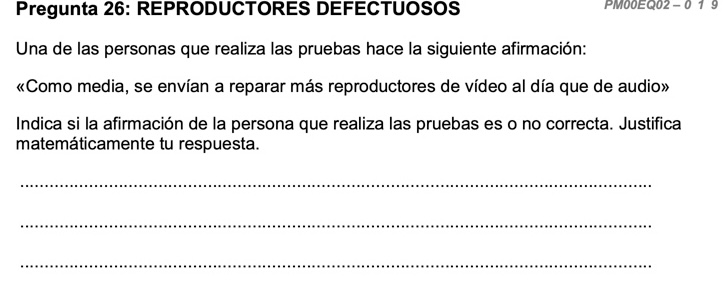 Pregunta 26: REPRODUCTORES DEFECTUOSOS
PM00EQ02 – 0 1 9
Una de las personas que realiza las pruebas hace la siguiente afirmación:
«Como media, se envían a reparar más reproductores de vídeo al día que de audio»
Indica si la afirmación de la persona que realiza las pruebas es o no correcta. Justifica
matemáticamente tu respuesta.